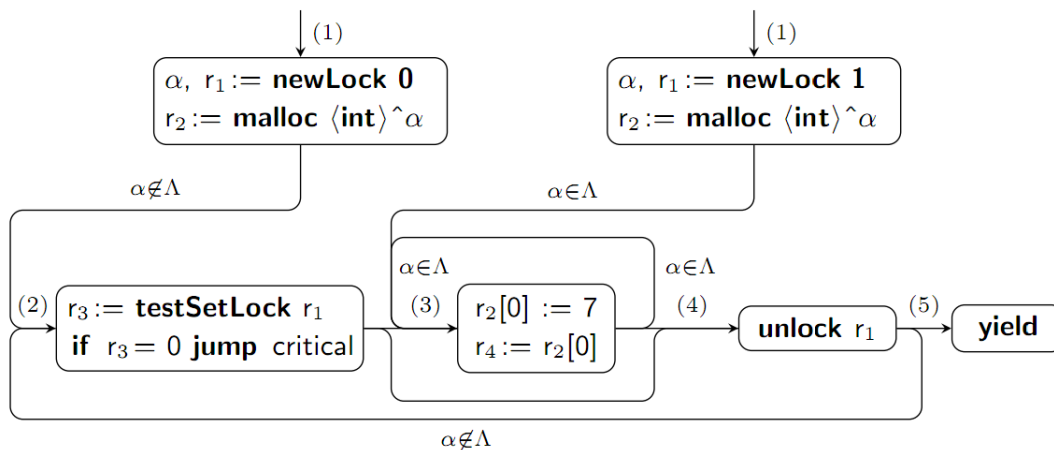 (1) (1)
α, r₁ := newLock 0
r₂ := malloc ⟨int⟩^α
α, r₁ := newLock 1
r₂ := malloc ⟨int⟩^α
α∉Λ
α∈Λ
α∈Λ
α∈Λ
(2)
r₃ := testSetLock r₁
if r₃ = 0 jump critical
(3)
r₂[0] := 7
r₄ := r₂[0]
(4)
unlock r₁
(5)
yield
α∉Λ